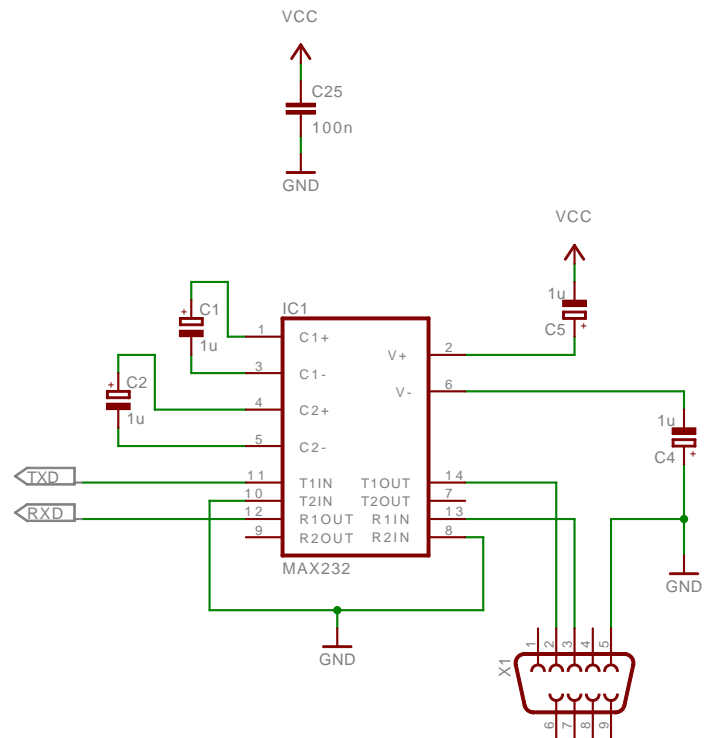 VCC
C25
100n
GND
VCC
1u
C5
+
IC1
MAX232
+ C1
1u
+ C2
1u
1 C1+
3 C1-
4 C2+
5 C2-
11 T1IN
10 T2IN
12 R1OUT
9 R2OUT
V+ 2
V- 6
T1OUT 14
T2OUT 7
R1IN 13
R2IN 8
TXD
RXD
1u
C4
+
GND
GND
X1
1 2 3 4 5
6 7 8 9